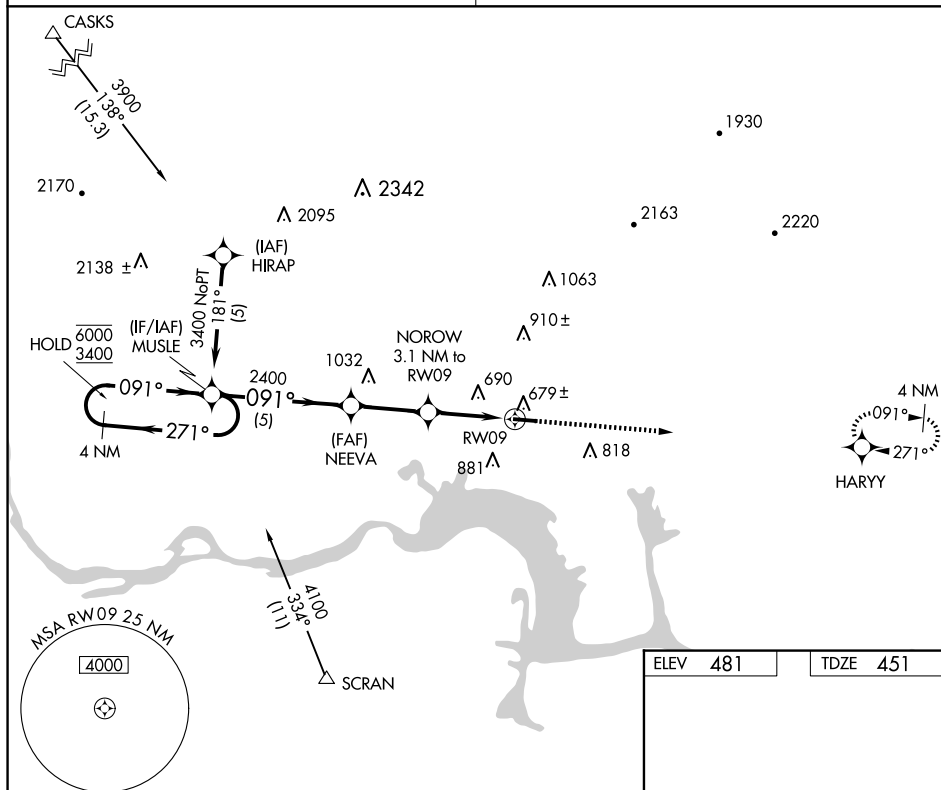 CASKS
3900
138°
(15.3)
1930
2170
2342
2095
2163
2220
(IAF)
HIRAP
2138 ±
1063
3400 NoPT
181°
(5)
910 ±
HOLD 6000
3400
(IF/IAF)
MUSLE
NOROW
3.1 NM to
RW09
1032
2400
690
091°
091°
(5)
679 ±
4 NM
091°
271°
4 NM
(FAF)
NEEVA
RW09
818
271°
881
HARYY
4100
334°
(11)
SCRAN
MSA RW09 25 NM
4000
ELEV 481
TDZE 451